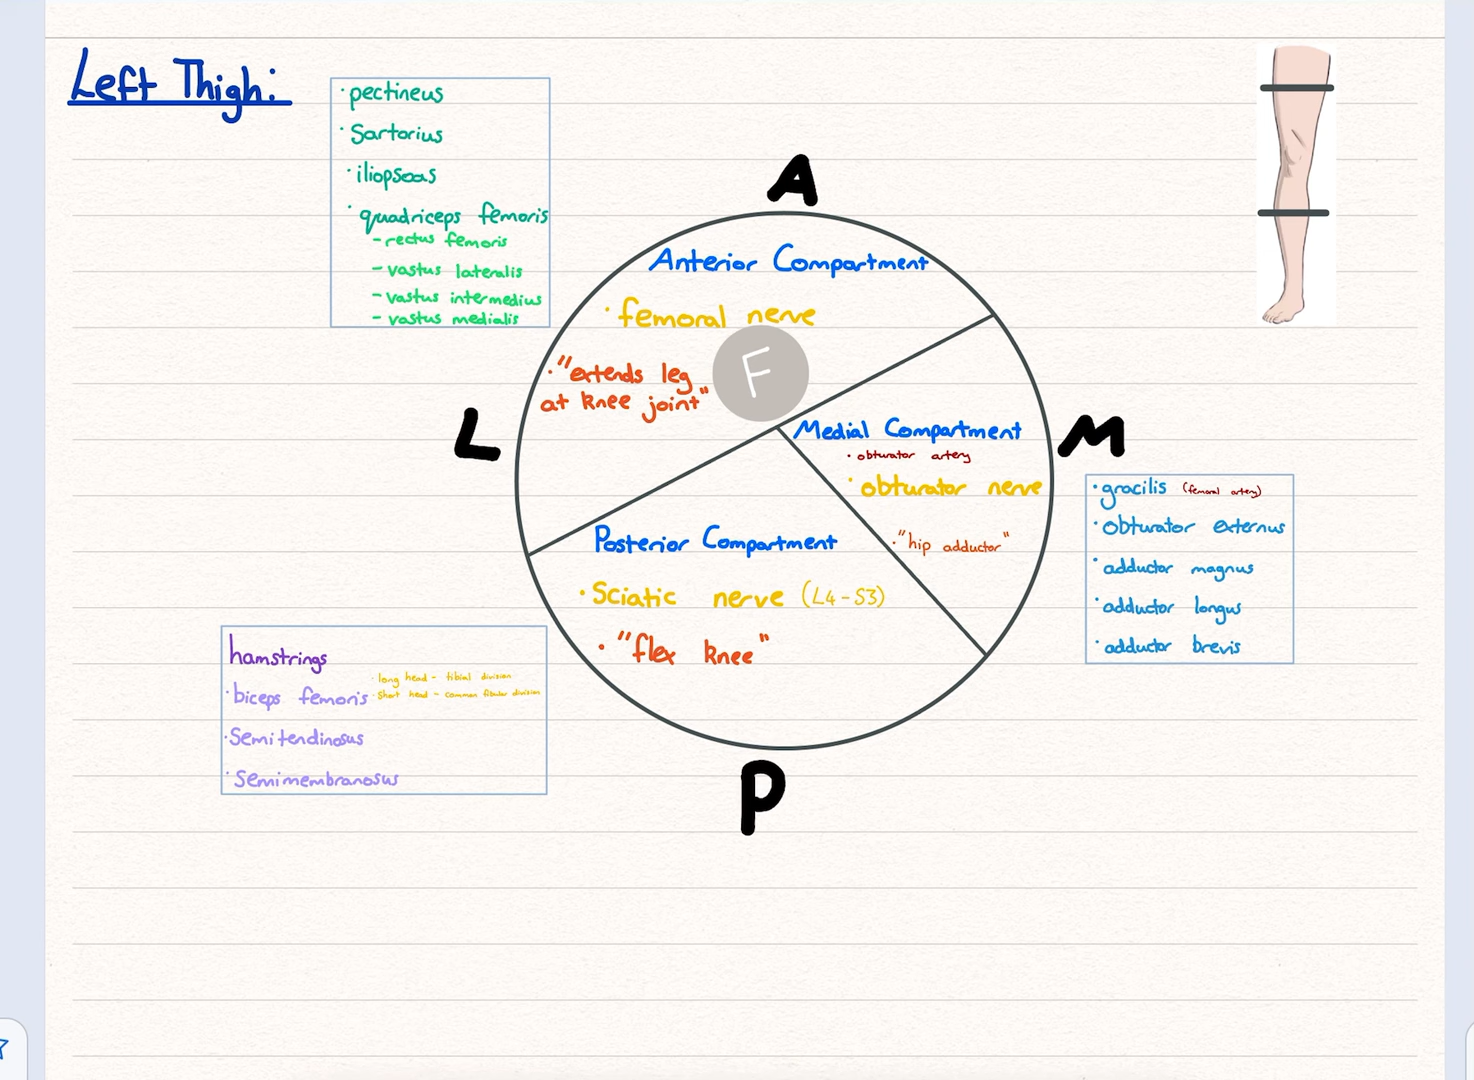 Left Thigh:
· pectineus
· Sartorius
· iliopsoas
· quadriceps femoris
- rectus femoris
- vastus lateralis
- vastus intermedius
- vastus medialis
A
Anterior Compartment
· femoral nerve
F
· "extends leg
at knee joint"
L
M
Medial Compartment
· obturator artery
· obturator nerve
· "hip adductor"
· gracilis (femoral artery)
· obturator externus
· adductor magnus
· adductor longus
· adductor brevis
Posterior Compartment
· Sciatic nerve (L4-S3)
· "flex knee"
hamstrings
· long head - tibial division
· biceps femoris · Short head - common fibular division
· Semitendinosus
· Semimembranosus
P